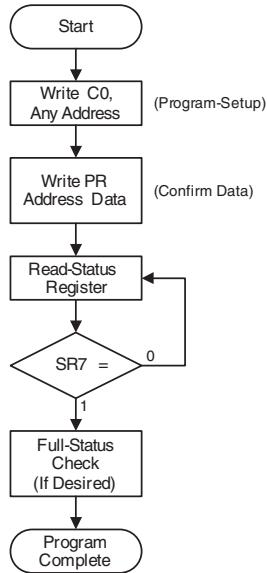 Start
Write C0,
Any Address
(Program-Setup)
Write PR
Address Data
(Confirm Data)
Read-Status
Register
SR7 =
0
1
Full-Status
Check
(If Desired)
Program
Complete